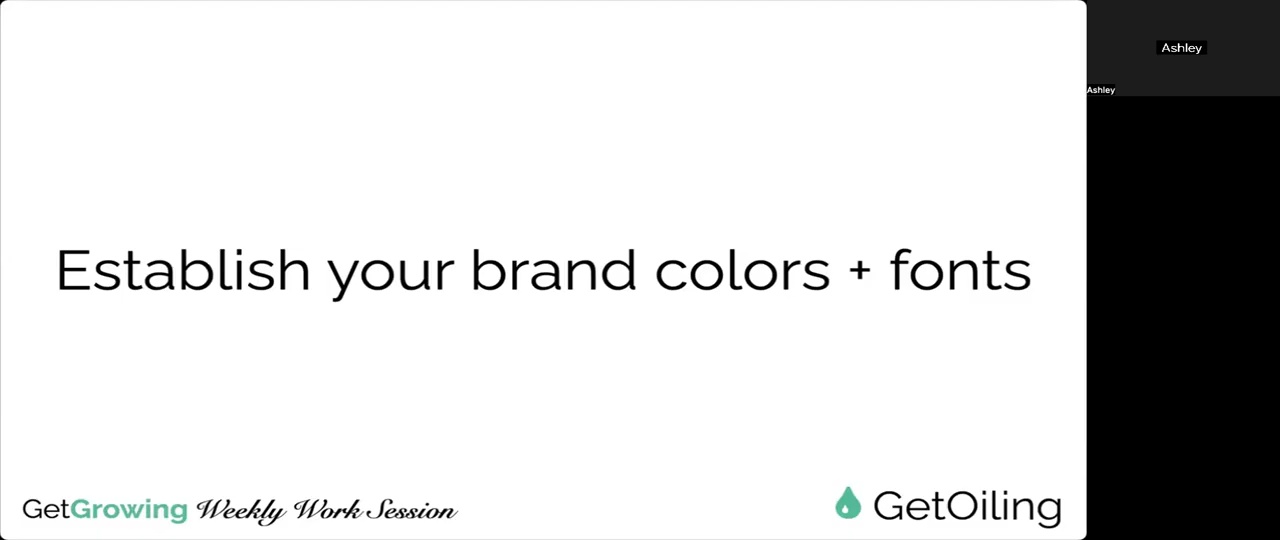 Establish your brand colors + fonts
GetGrowing Weekly Work Session
GetOiling
Ashley
Ashley